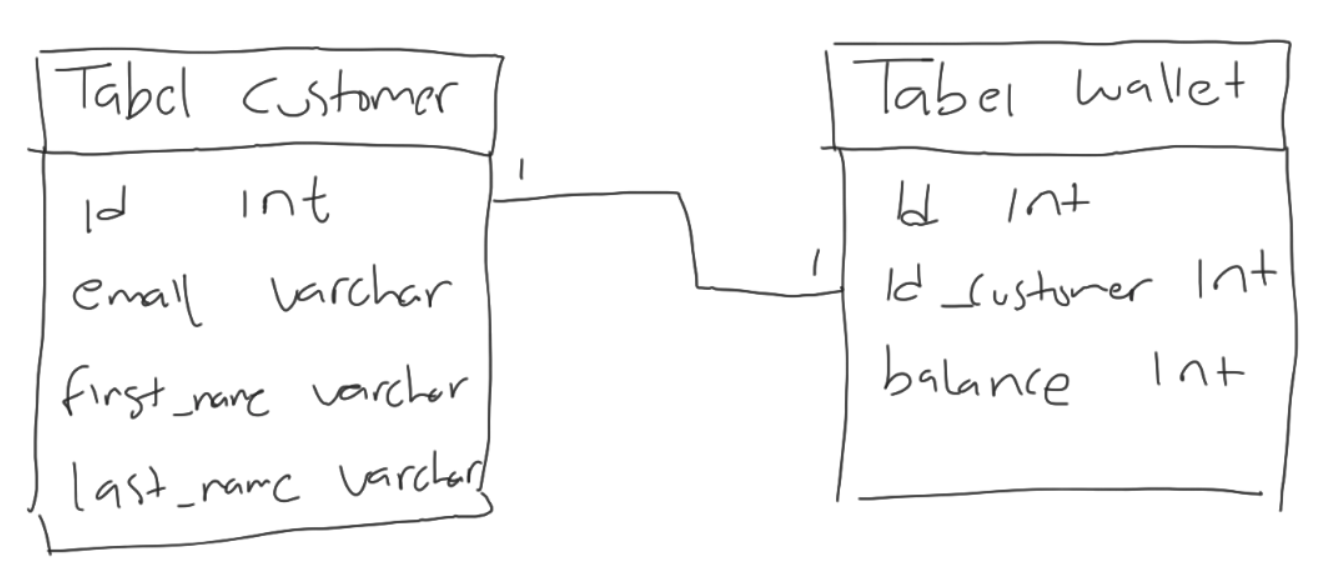 Tabel Customer
id int
email varchar
first_name varchar
last_name varchar
1
1
Tabel Wallet
Id Int
Id_Customer Int
balance Int